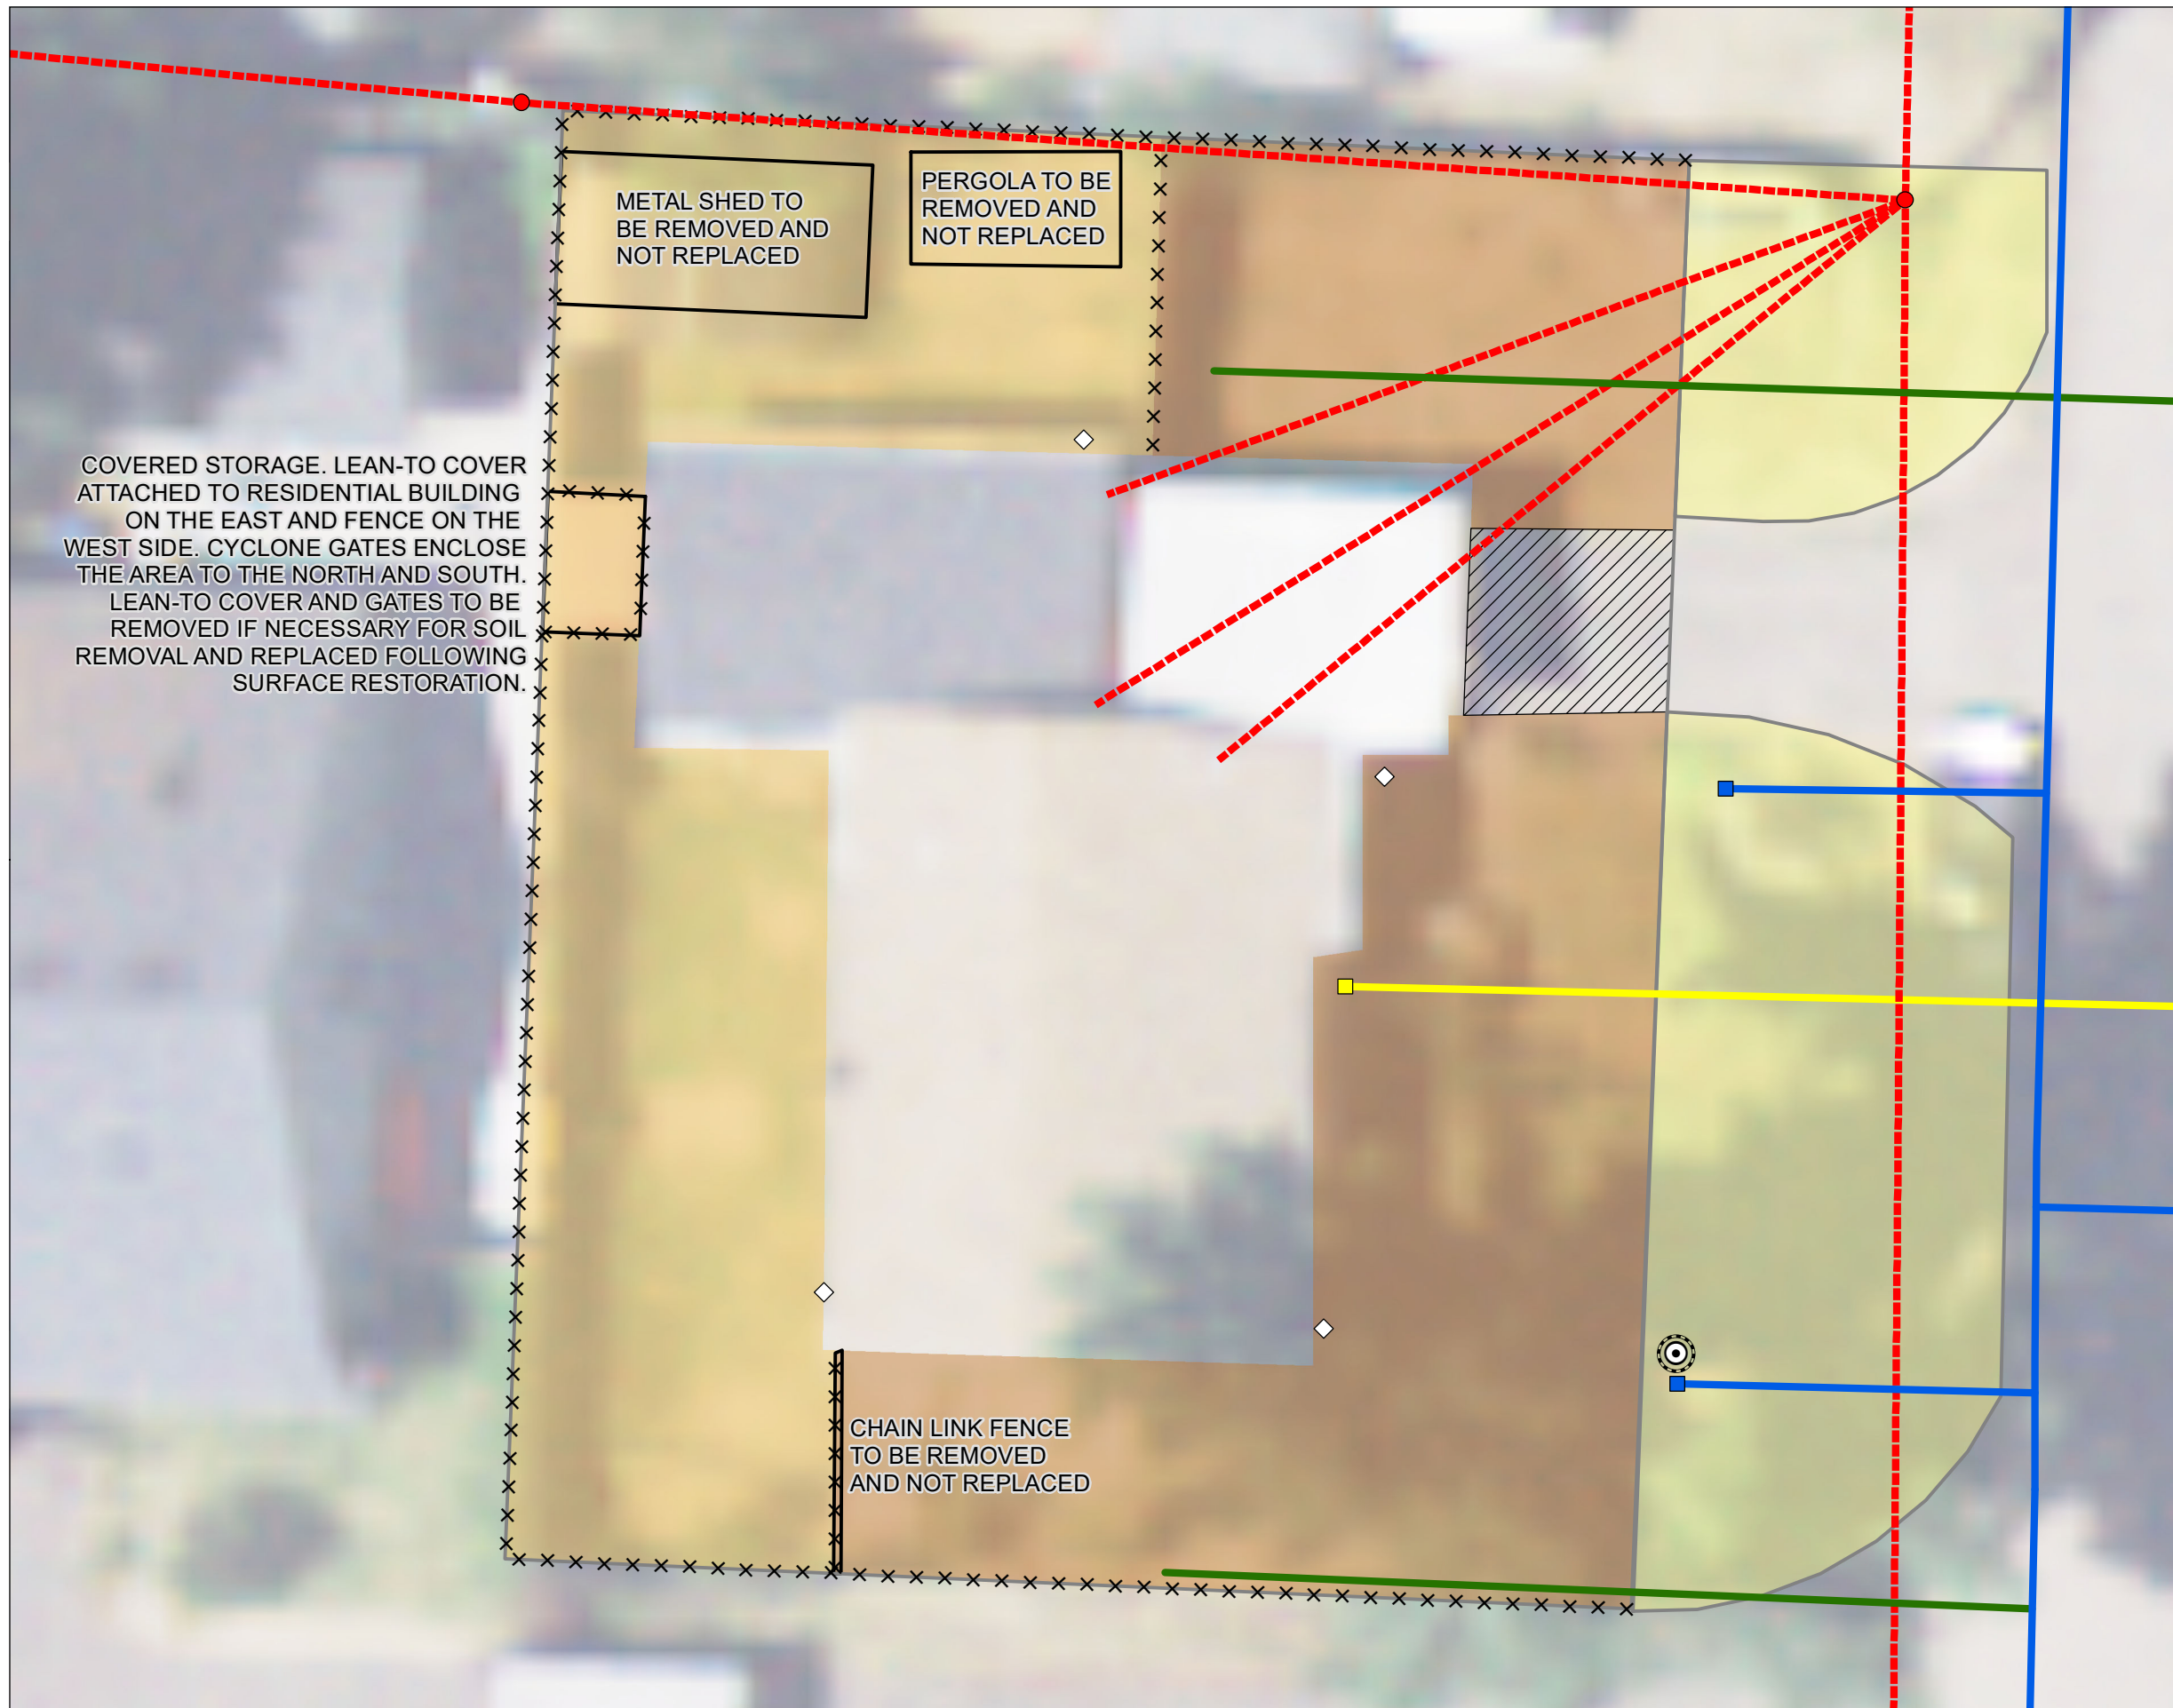 METAL SHED TO
BE REMOVED AND
NOT REPLACED
PERGOLA TO BE
REMOVED AND
NOT REPLACED
COVERED STORAGE. LEAN-TO COVER
ATTACHED TO RESIDENTIAL BUILDING
ON THE EAST AND FENCE ON THE
WEST SIDE. CYCLONE GATES ENCLOSE
THE AREA TO THE NORTH AND SOUTH.
LEAN-TO COVER AND GATES TO BE
REMOVED IF NECESSARY FOR SOIL
REMOVAL AND REPLACED FOLLOWING
SURFACE RESTORATION.
CHAIN LINK FENCE
TO BE REMOVED
AND NOT REPLACED